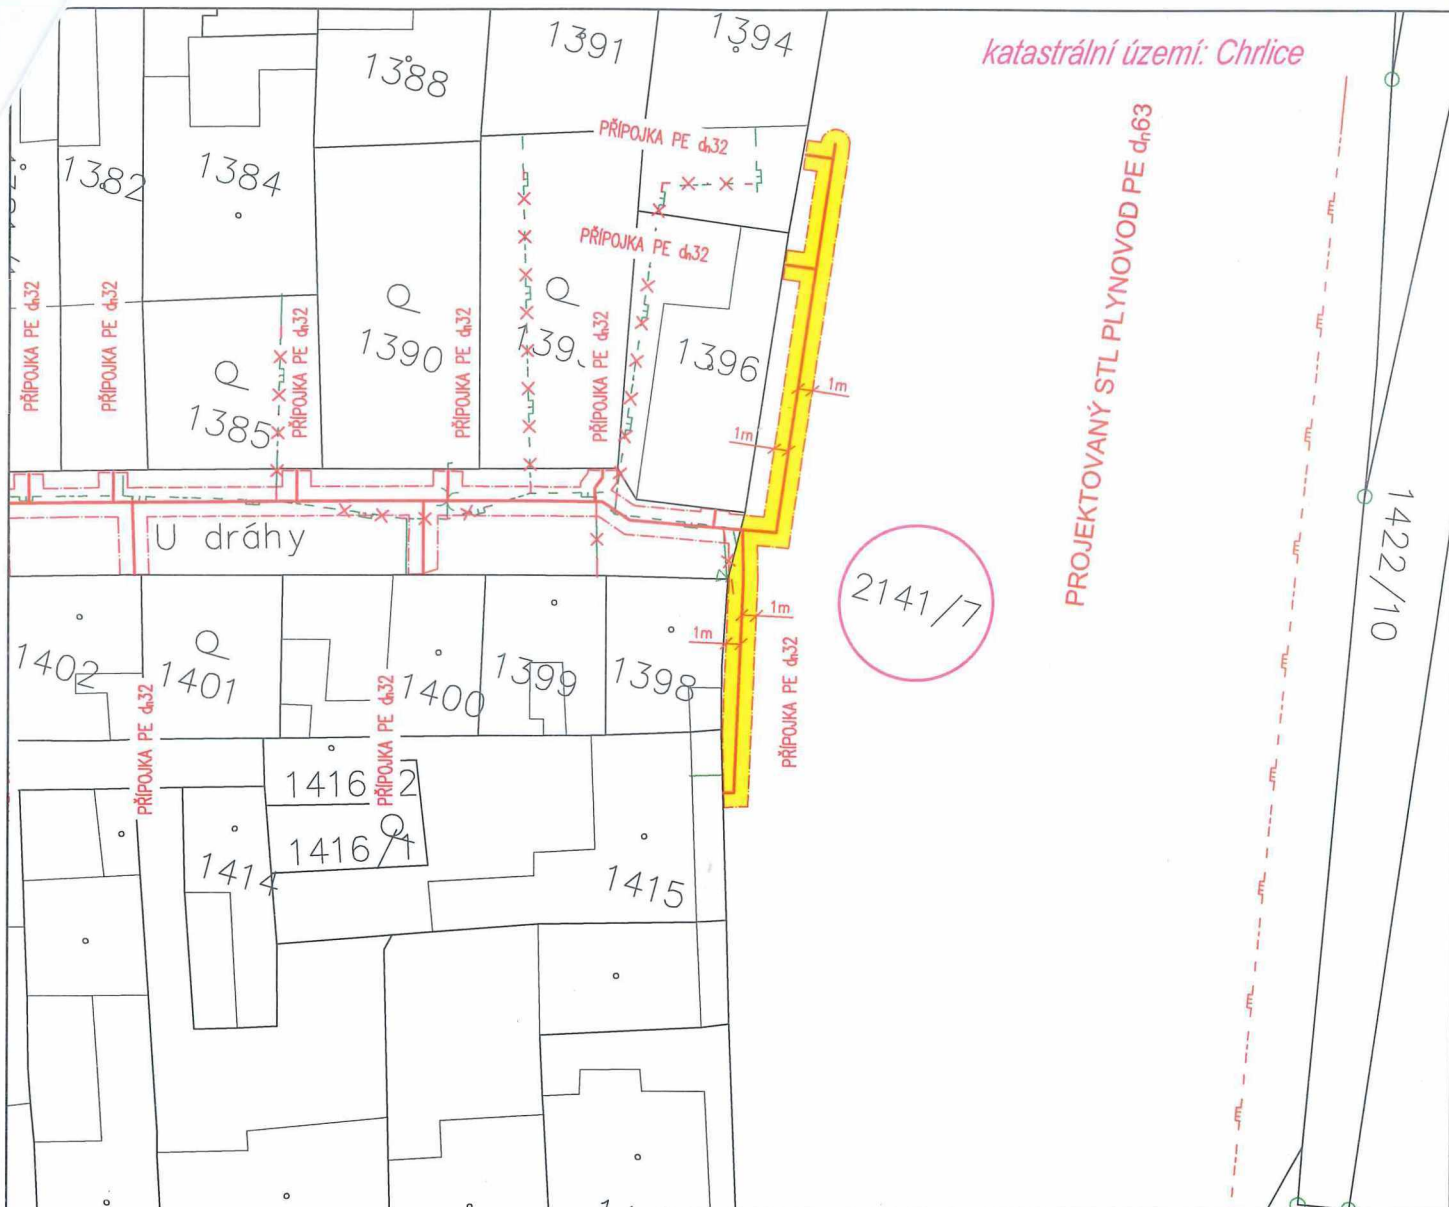 katastrální území: Chrlice
1391
1394
1388
1382
1384
PŘÍPOJKA PE dn32
PŘÍPOJKA PE dn32
PROJEKTOVANÝ STL PLYNOVOD PE dn63
PŘÍPOJKA PE dn32
PŘÍPOJKA PE dn32
PŘÍPOJKA PE dn32
PŘÍPOJKA PE dn32
PŘÍPOJKA PE dn32
1390
1396
1385
1m
1m
U dráhy
1422/10
2141/7
1m
1m
1402
1401
1400
1399
1398
PŘÍPOJKA PE dn32
PŘÍPOJKA PE dn32
PŘÍPOJKA PE dn32
1416 2
1416/1
1414
1415